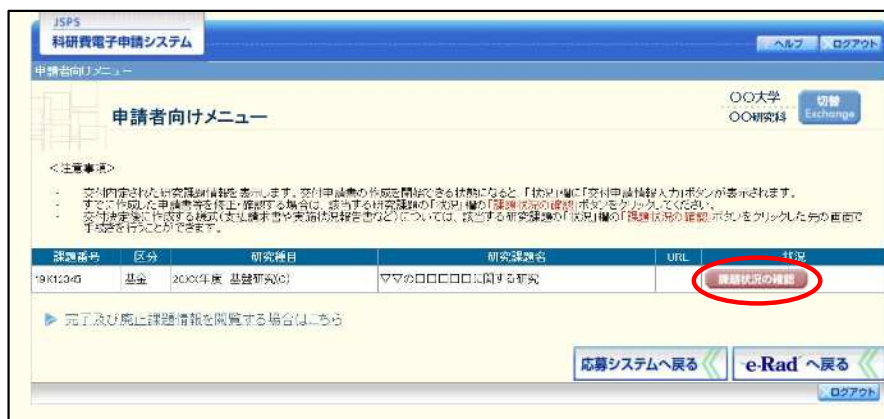 JSPS
科研費電子申請システム
ヘルプ ログアウト
申請者向けメニュー
申請者向けメニュー
〇〇大学
〇〇研究科
切替
Exchange
<注意事項>
・ 交付内定された研究課題情報を表示します。交付申請書の作成を開始できる状態になると、「状況」欄に「交付申請情報入力」ボタンが表示されます。
・ すでに作成した申請書等を修正・確認する場合は、該当する研究課題の「状況」欄の「課題状況の確認」ボタンをクリックしてください。
・ 交付決定後に作成する様式(支払請求書や実施状況報告書など)については、該当する研究課題の「状況」欄の「課題状況の確認」ボタンをクリックした先の画面で
手続きを行うことができます。
課題番号 区分 研究種目 研究課題名 URL 状況
19K12345 基金 20XX年度 基盤研究(C) ▽▽の口口口口口に関する研究 課題状況の確認
完了及び廃止課題情報を閲覧する場合はこちら
応募システムへ戻る e-Rad へ戻る
ログアウト